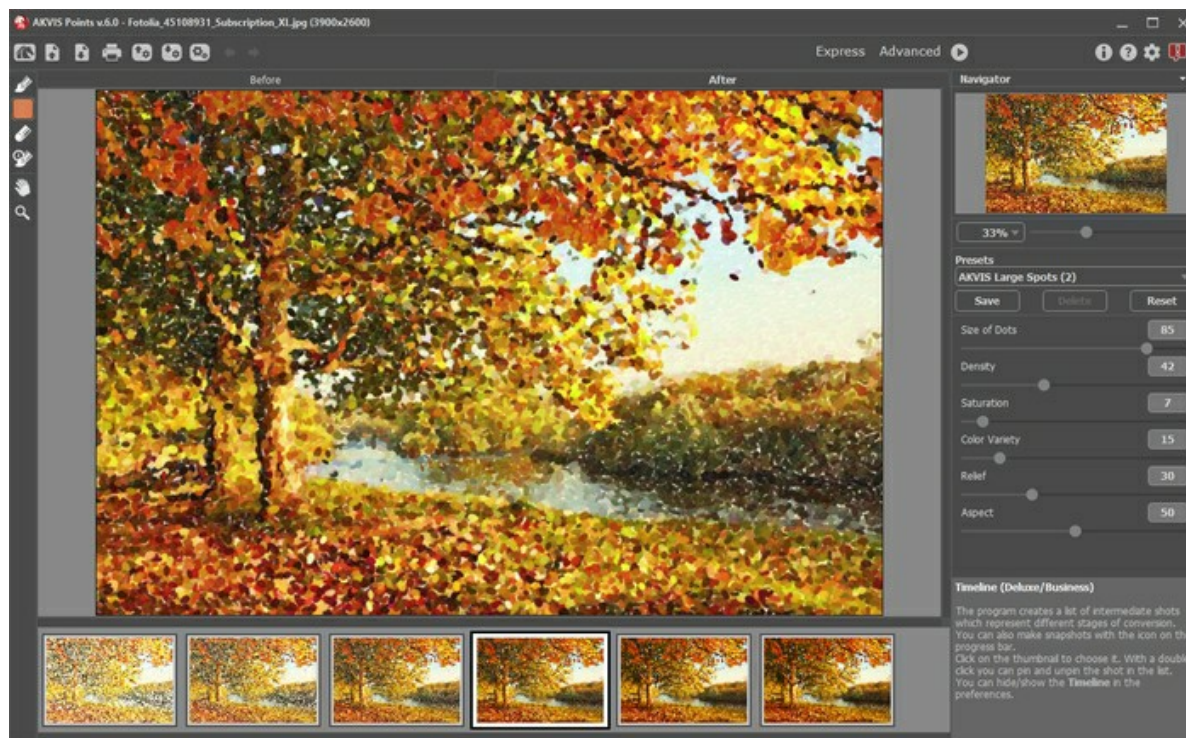 AKVIS Points v.6.0 - Fotolia_45108931_Subscription_XL.jpg (3900x2600)
Express Advanced
Before
After
Navigator
33%
Presets
AKVIS Large Spots (2)
Save
Delete
Reset
Size of Dots
85
Density
42
Saturation
7
Color Variety
15
Relief
30
Aspect
50
Timeline (Deluxe/Business)
The program creates a list of intermediate shots
which represent different stages of conversion.
You can also make snapshots with the icon on th
progress bar.
Click on the thumbnail to choose it. With a double
click you can pin and unpin the shot in the list.
You can hide/show the Timeline in the
preferences.